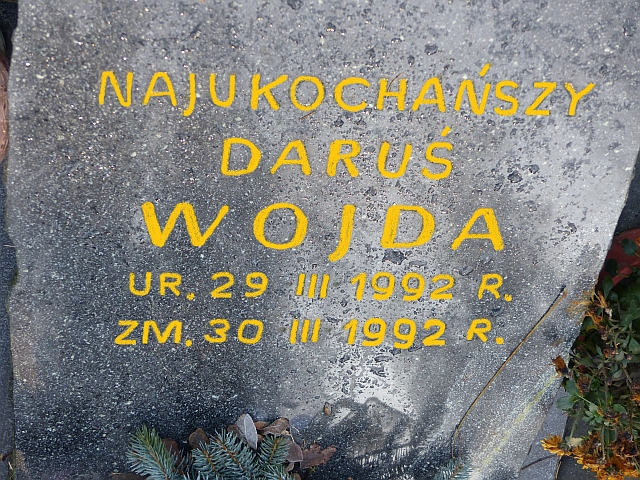 NAJUKOCHAŃSZY
DARUŚ
WOJDA
UR. 29 III 1992 R.
ZM. 30 III 1992 R.